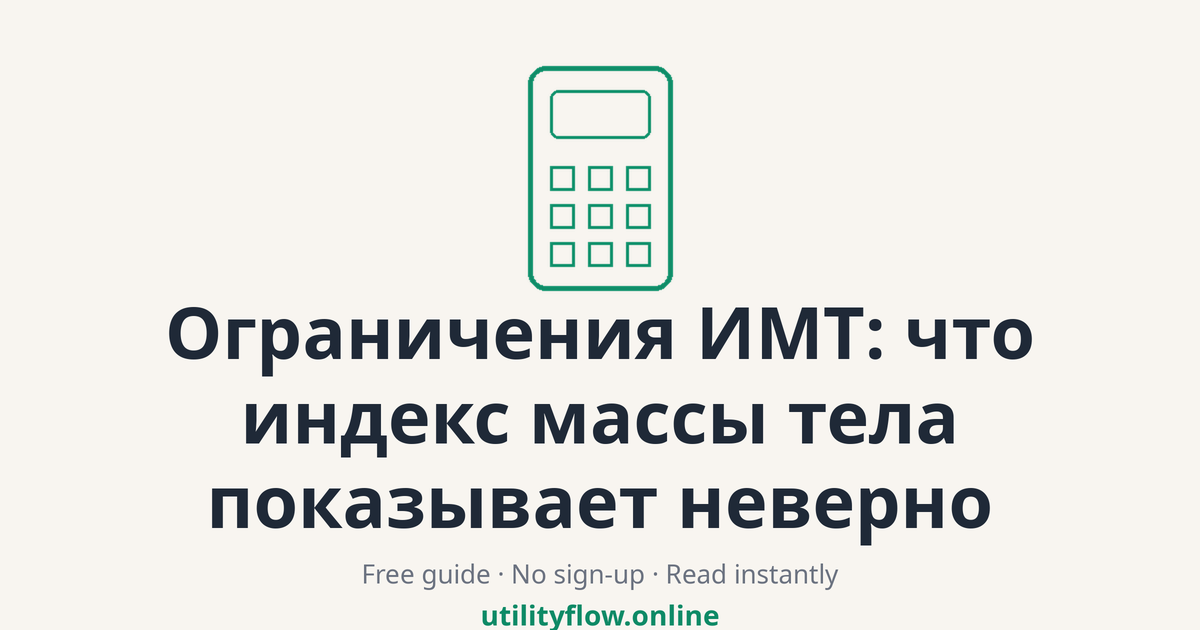 Ограничения ИМТ: что
индекс массы тела
показывает неверно
Free guide · No sign-up · Read instantly
utilityflow.online